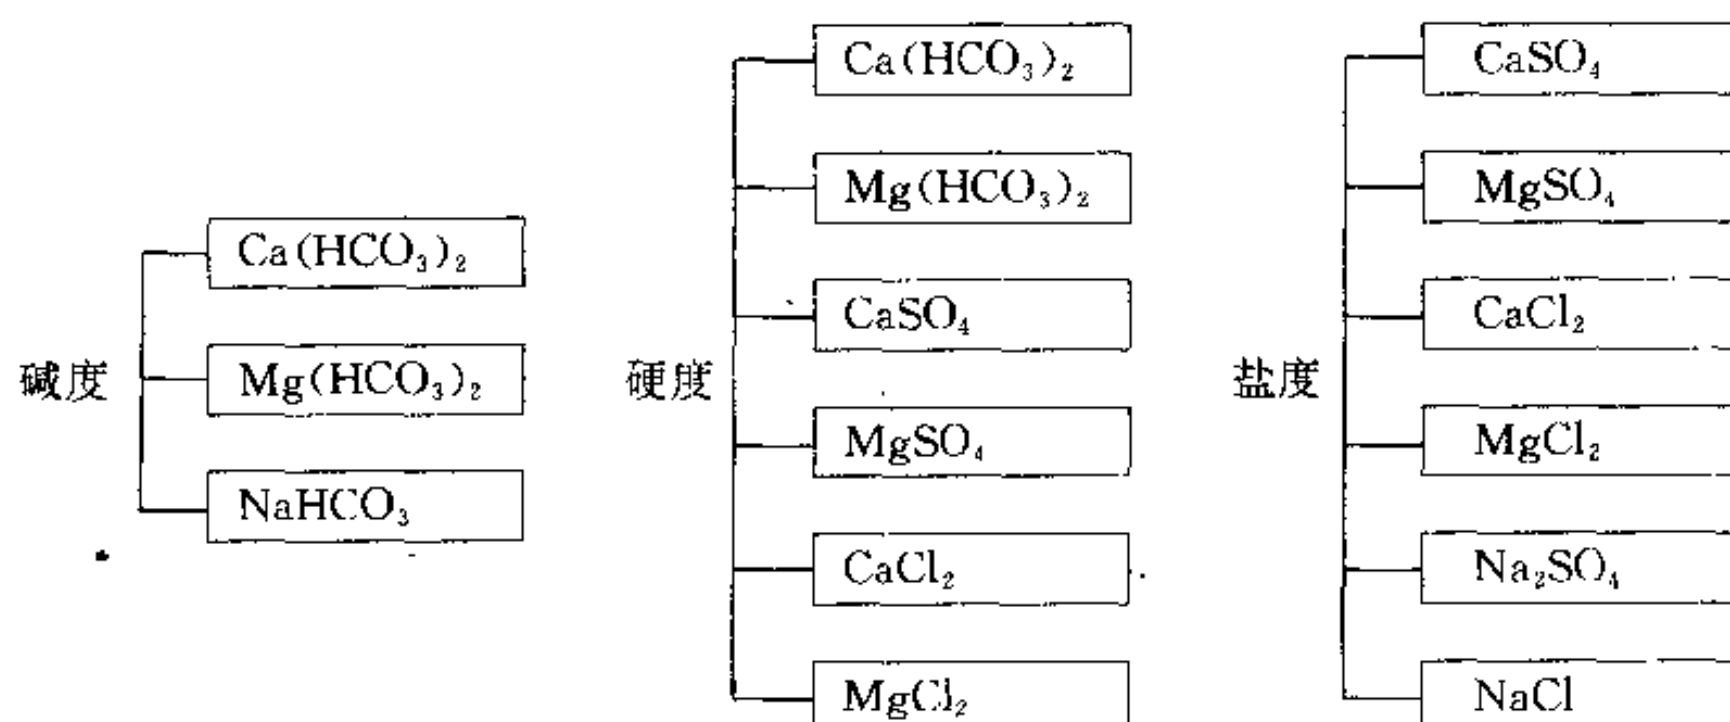 碱度
Ca(HCO₃)₂
Mg(HCO₃)₂
NaHCO₃
硬度
Ca(HCO₃)₂
Mg(HCO₃)₂
CaSO₄
MgSO₄
CaCl₂
MgCl₂
盐度
CaSO₄
MgSO₄
CaCl₂
MgCl₂
Na₂SO₄
NaCl